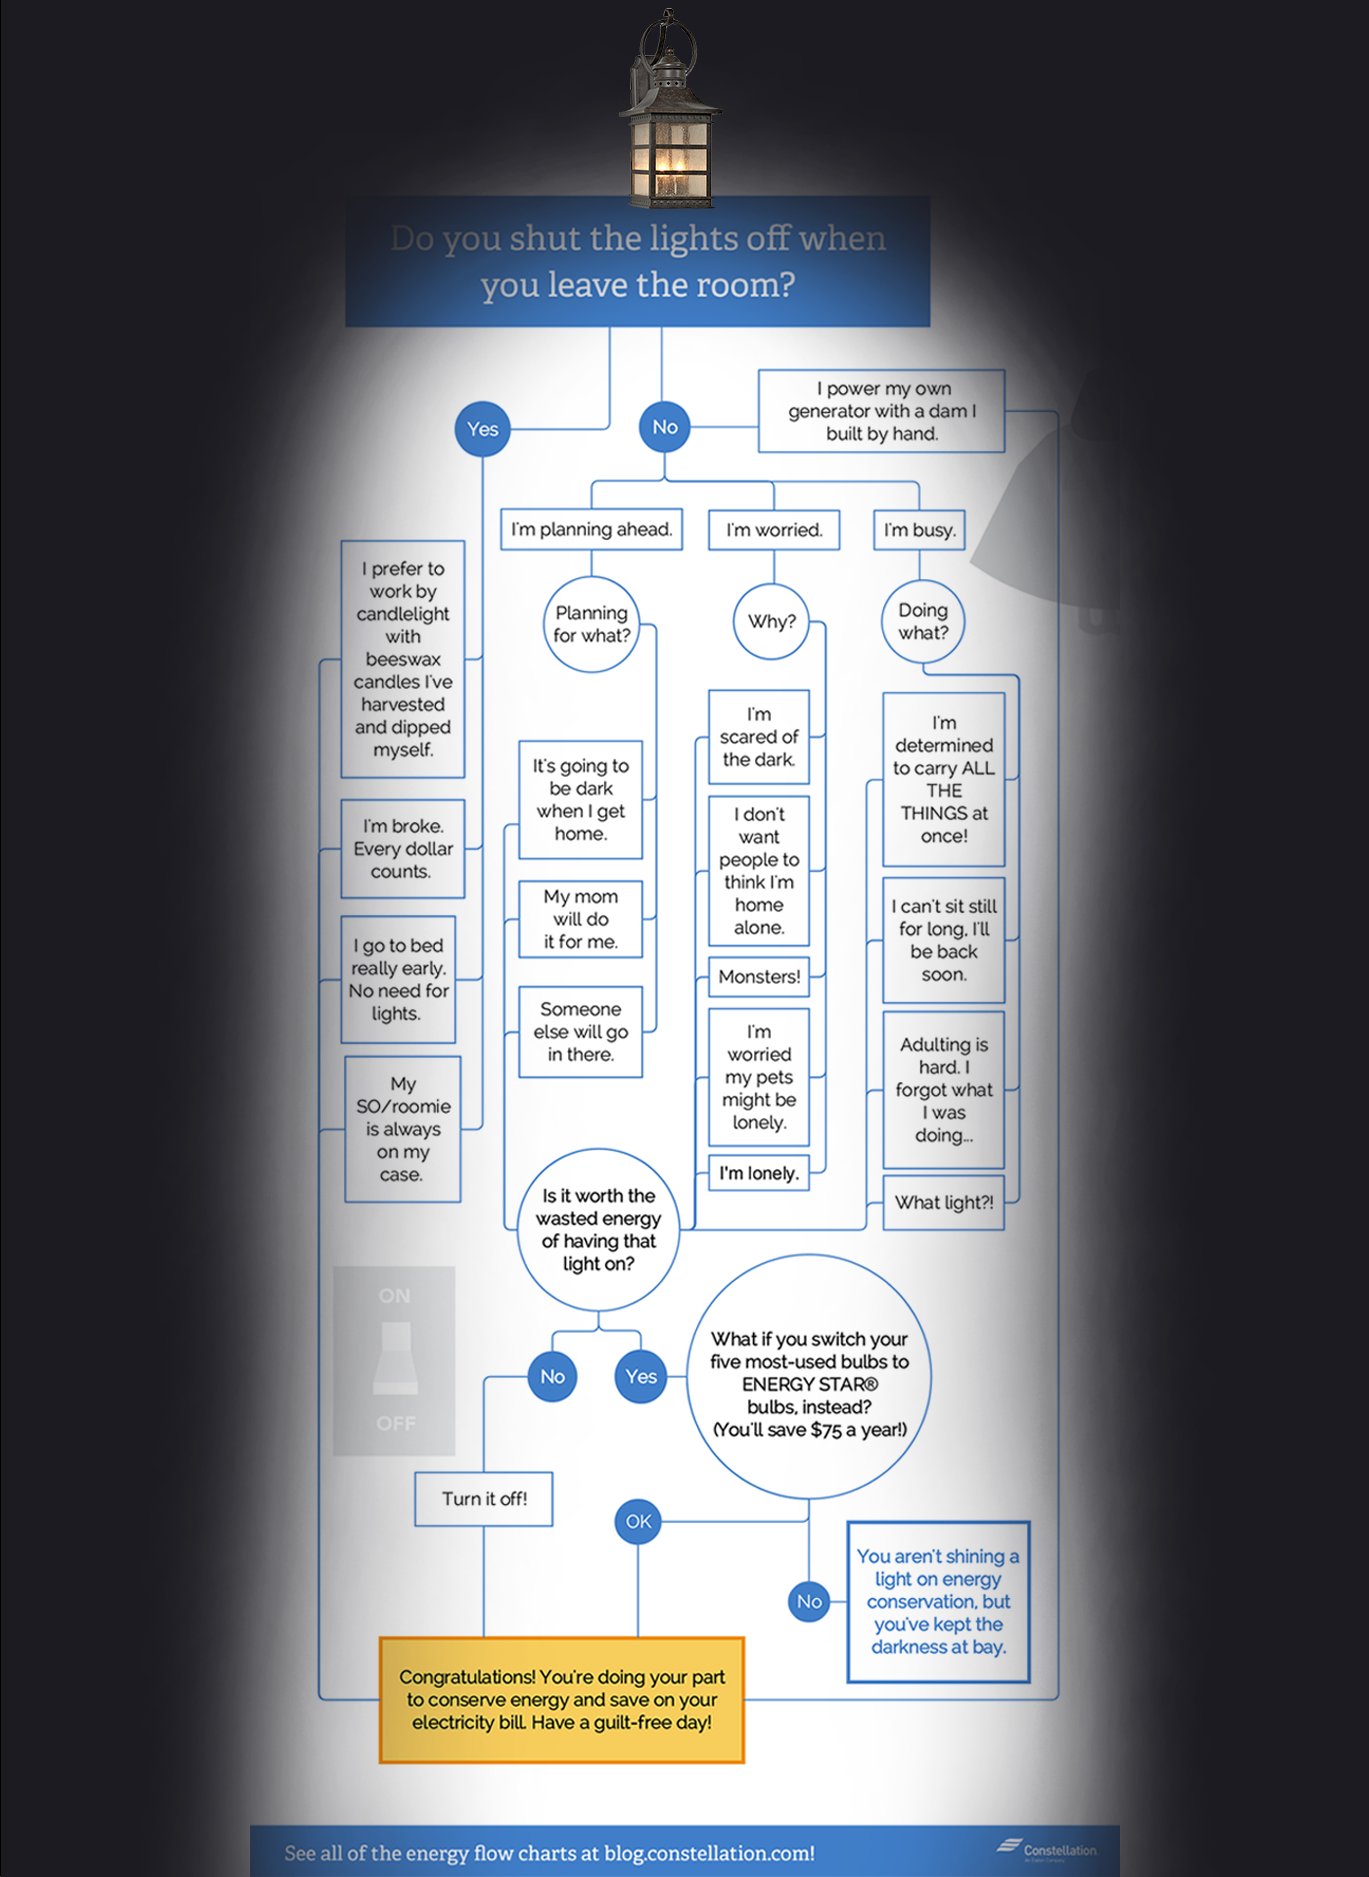 Do you shut the lights off when
you leave the room?
I power my own
generator with a dam I
built by hand.
Yes
No
I'm planning ahead.
I'm worried.
I'm busy.
Planning
for what?
Why?
Doing
what?
I prefer to
work by
candlelight
with
beeswax
candles I've
harvested
and dipped
myself.
I'm broke.
Every dollar
counts.
I go to bed
really early.
No need for
lights.
My
SO/roomie
is always
on my
case.
It's going to
be dark
when I get
home.
My mom
will do
it for me.
Someone
else will go
in there.
I'm
scared of
the dark.
I don't
want
people to
think I'm
home
alone.
Monsters!
I'm
worried
my pets
might be
lonely.
I'm lonely.
I'm
determined
to carry ALL
THE
THINGS at
once!
I can't sit still
for long, I'll
be back
soon.
Adulting is
hard. I
forgot what
I was
doing...
What light?!
Is it worth the
wasted energy
of having that
light on?
ON
OFF
No
Yes
What if you switch your
five most-used bulbs to
ENERGY STAR®
bulbs, instead?
(You'll save $75 a year!)
Turn it off!
OK
No
You aren't shining a
light on energy
conservation, but
you've kept the
darkness at bay.
Congratulations! You're doing your part
to conserve energy and save on your
electricity bill. Have a guilt-free day!
See all of the energy flow charts at blog.constellation.com!
Constellation